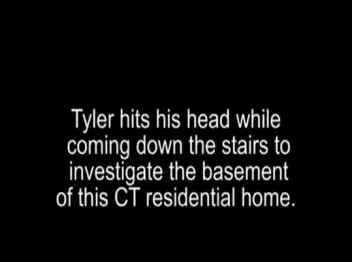 Tyler hits his head while
coming down the stairs to
investigate the basement
of this CT residential home.